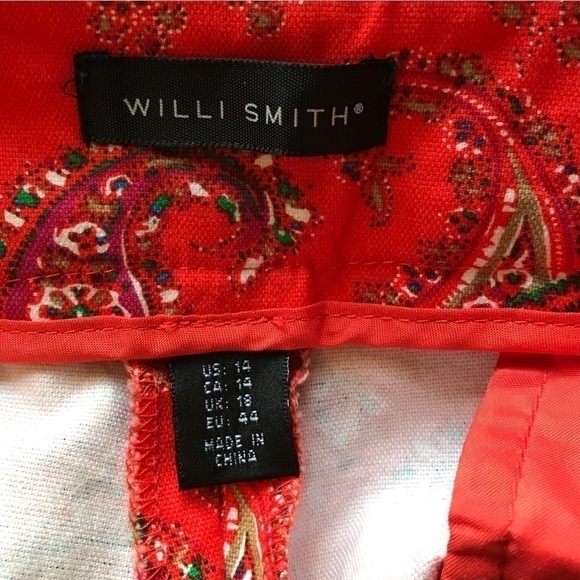 WILLI SMITH®
US: 14
CA: 14
UK: 18
EU: 44
MADE IN
CHINA